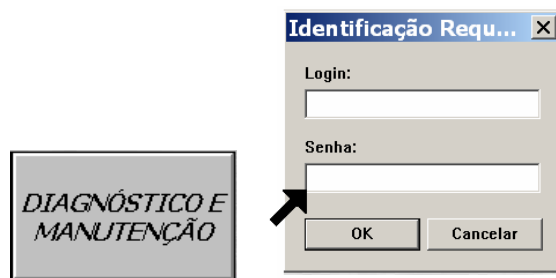 Identificação Requ...
Login:
Senha:
OK
Cancelar
DIAGNÓSTICO E
MANUTENÇÃO